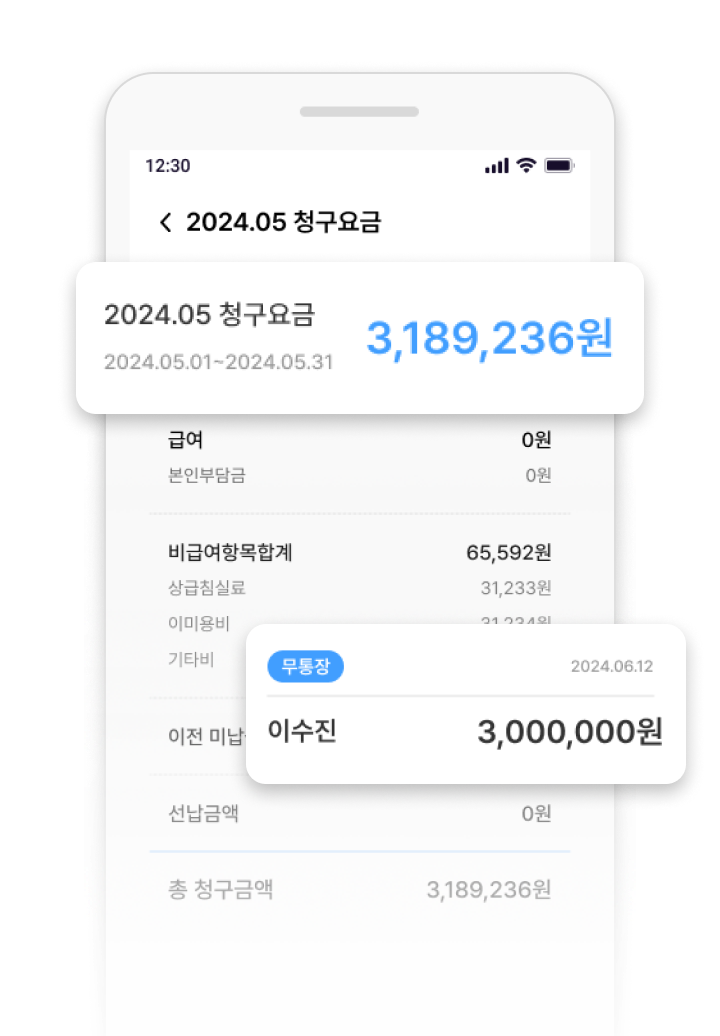 12:30
2024.05 청구요금
2024.05 청구요금
3,189,236원
2024.05.01~2024.05.31
급여 0원
본인부담금 0원
비급여항목합계 65,592원
상급침실료 31,233원
이미용비 31,234원
기타비
무통장 2024.06.12
이수진 3,000,000원
이전 미납
선납금액 0원
총 청구금액 3,189,236원